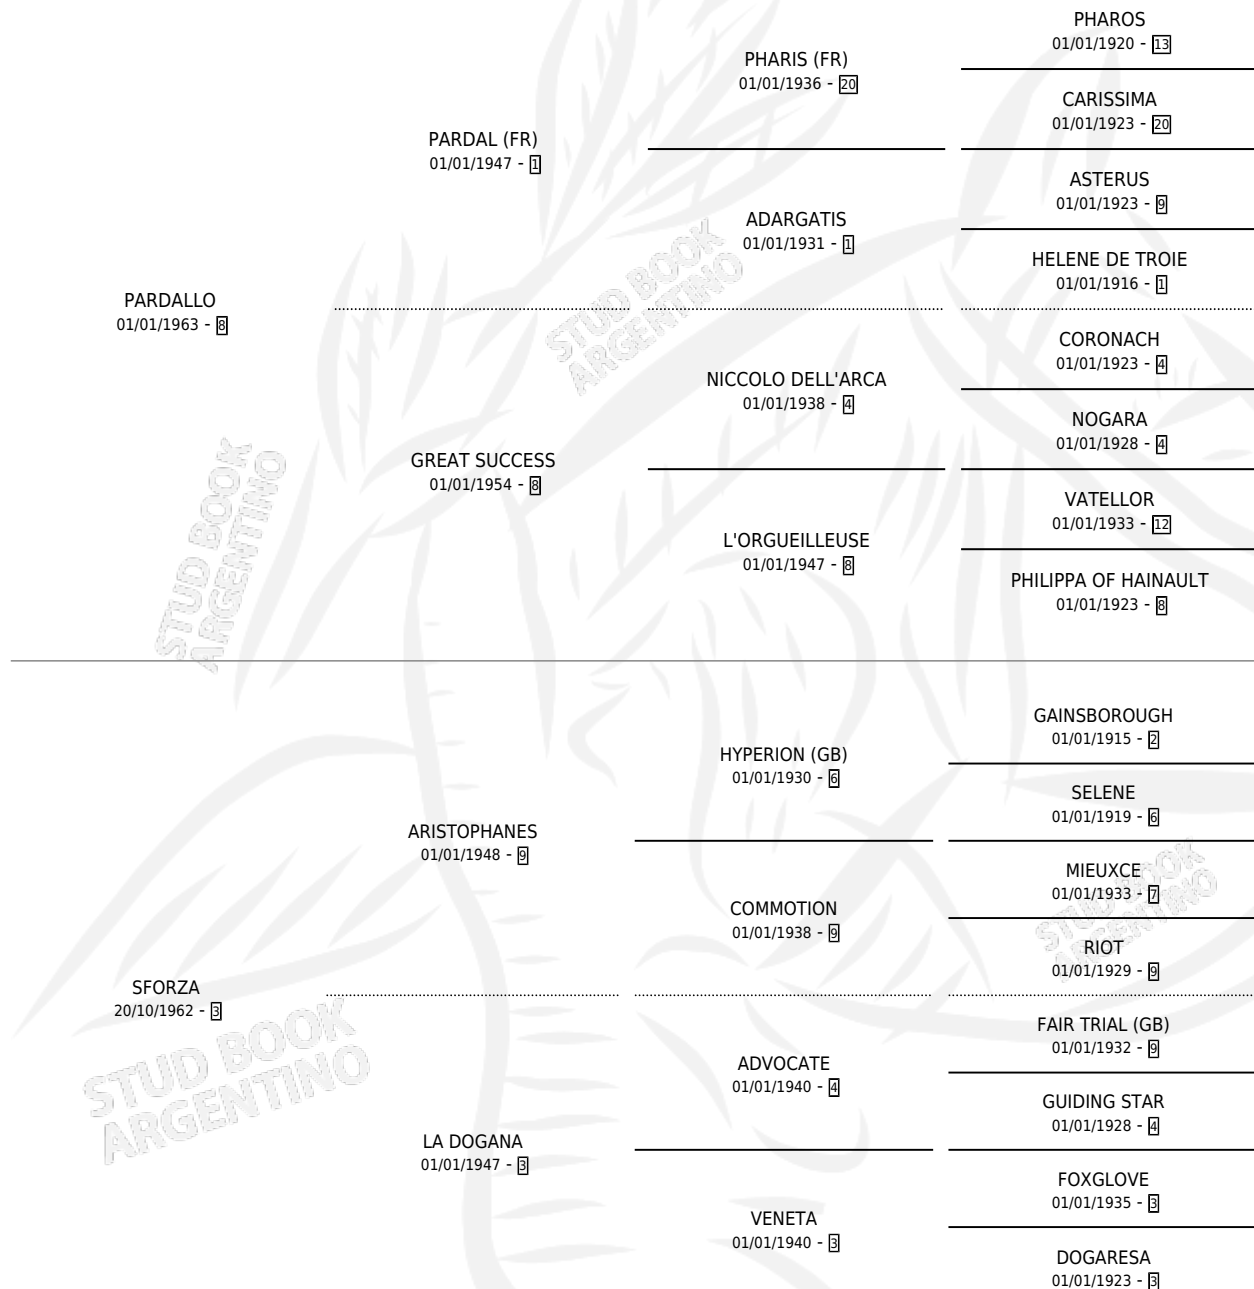 PHAROS
01/01/1920 - 13
PHARIS (FR)
01/01/1936 - 20
CARISSIMA
01/01/1923 - 20
PARDAL (FR)
01/01/1947 - 1
ASTERUS
01/01/1923 - 9
ADARGATIS
01/01/1931 - 1
HELENE DE TROIE
01/01/1916 - 1
PARDALLO
01/01/1963 - 8
CORONACH
01/01/1923 - 4
NICCOLO DELL'ARCA
01/01/1938 - 4
NOGARA
01/01/1928 - 4
GREAT SUCCESS
01/01/1954 - 8
VATELLOR
01/01/1933 - 12
L'ORGUEILLEUSE
01/01/1947 - 8
PHILIPPA OF HAINAULT
01/01/1923 - 8
GAINSBOROUGH
01/01/1915 - 2
HYPERION (GB)
01/01/1930 - 6
SELENE
01/01/1919 - 6
ARISTOPHANES
01/01/1948 - 9
MIEUXCE
01/01/1933 - 7
COMMOTION
01/01/1938 - 9
RIOT
01/01/1929 - 9
SFORZA
20/10/1962 - 3
FAIR TRIAL (GB)
01/01/1932 - 9
ADVOCATE
01/01/1940 - 4
GUIDING STAR
01/01/1928 - 4
LA DOGANA
01/01/1947 - 3
FOXGLOVE
01/01/1935 - 3
VENETA
01/01/1940 - 3
DOGARESA
01/01/1923 - 3
STUD BOOK
ARGENTINO
STUD BOOK
ARGENTINO
STUD BOOK
ARGENTINO
STUD BOOK
ARGENTINO